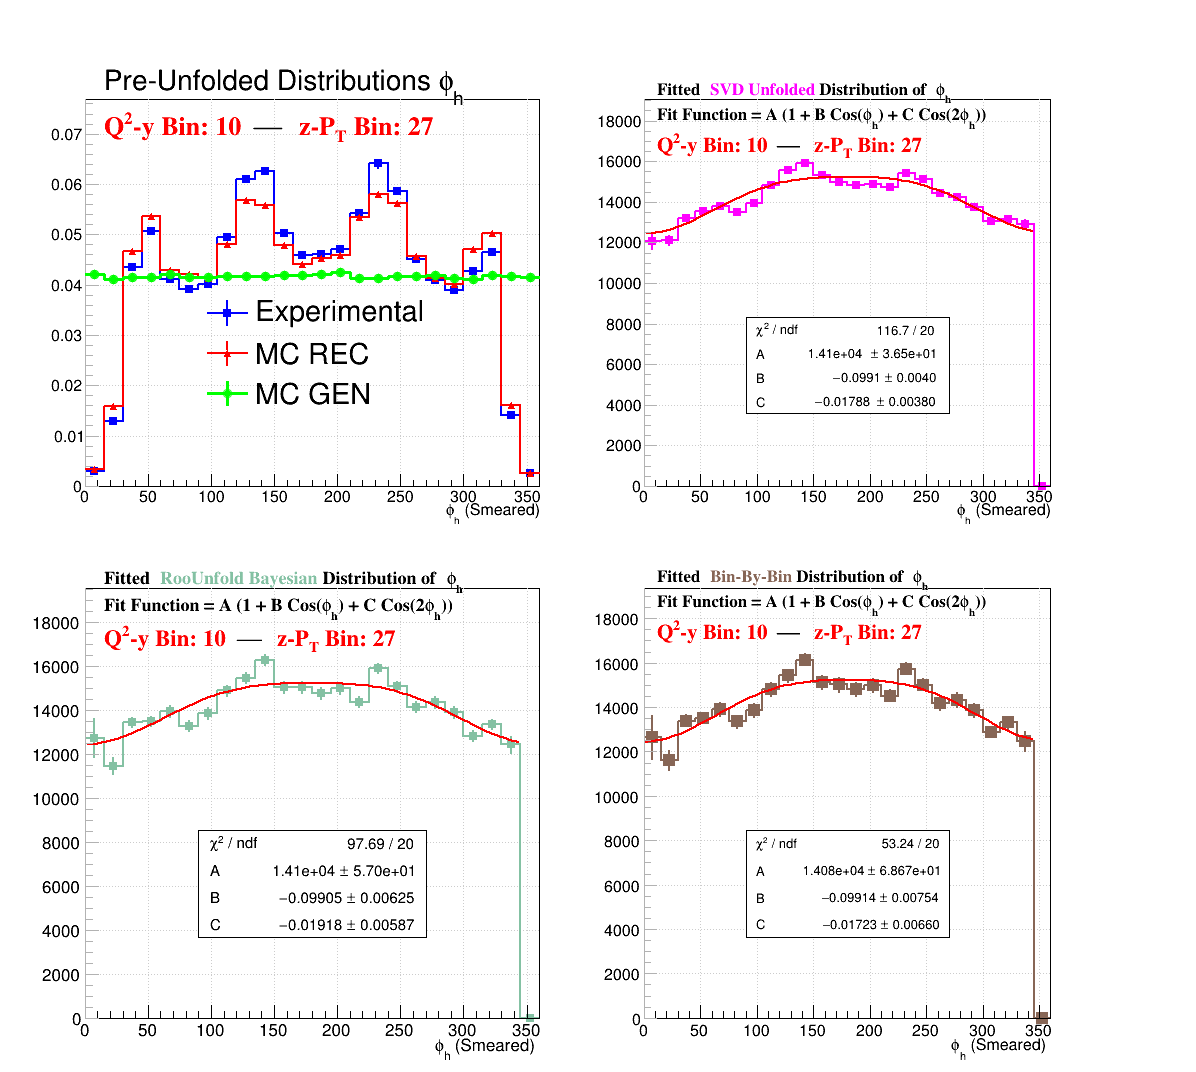 Pre-Unfolded Distributions ϕh
Q²-y Bin: 10 — z-PT Bin: 27
0.07
0.06
0.05
0.04
0.03
0.02
0.01
0
Experimental
MC REC
MC GEN
0 50 100 150 200 250 300 350
ϕh (Smeared)
Fitted SVD Unfolded Distribution of ϕh
Fit Function = A (1 + B Cos(ϕh) + C Cos(2ϕh))
Q²-y Bin: 10 — z-PT Bin: 27
18000
16000
14000
12000
10000
8000
6000
4000
2000
0
χ² / ndf 116.7 / 20
A 1.41e+04 ± 3.65e+01
B −0.0991 ± 0.0040
C −0.01788 ± 0.00380
0 50 100 150 200 250 300 350
ϕh (Smeared)
Fitted RooUnfold Bayesian Distribution of ϕh
Fit Function = A (1 + B Cos(ϕh) + C Cos(2ϕh))
Q²-y Bin: 10 — z-PT Bin: 27
18000
16000
14000
12000
10000
8000
6000
4000
2000
0
χ² / ndf 97.69 / 20
A 1.41e+04 ± 5.70e+01
B −0.09905 ± 0.00625
C −0.01918 ± 0.00587
0 50 100 150 200 250 300 350
ϕh (Smeared)
Fitted Bin-By-Bin Distribution of ϕh
Fit Function = A (1 + B Cos(ϕh) + C Cos(2ϕh))
Q²-y Bin: 10 — z-PT Bin: 27
18000
16000
14000
12000
10000
8000
6000
4000
2000
0
χ² / ndf 53.24 / 20
A 1.408e+04 ± 6.867e+01
B −0.09914 ± 0.00754
C −0.01723 ± 0.00660
0 50 100 150 200 250 300 350
ϕh (Smeared)